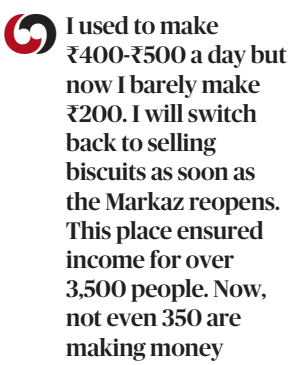 I used to make
₹400-₹500 a day but
now I barely make
₹200. I will switch
back to selling
biscuits as soon as
the Markaz reopens.
This place ensured
income for over
3,500 people. Now,
not even 350 are
making money